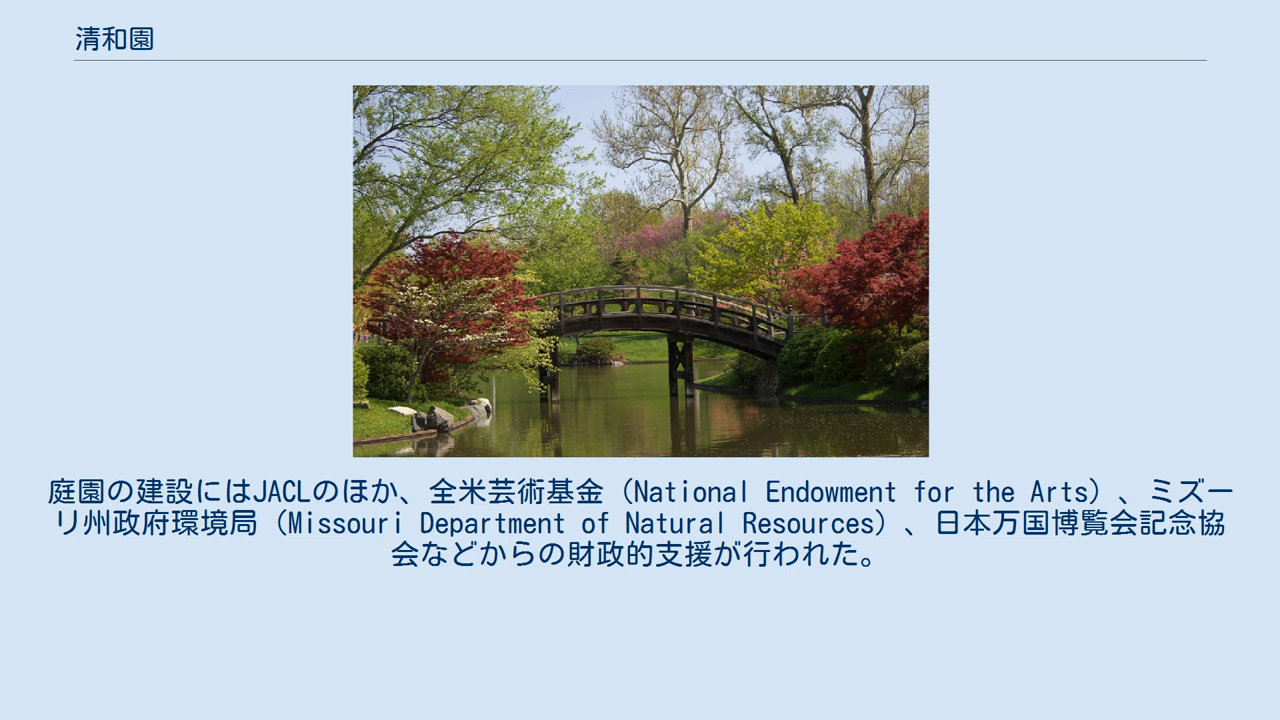 清和園
庭園の建設にはJACLのほか、全米芸術基金（National Endowment for the Arts）、ミズー
リ州政府環境局（Missouri Department of Natural Resources）、日本万国博覧会記念協
会などからの財政的支援が行われた。